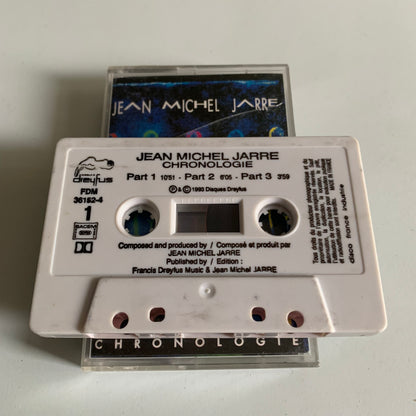 JEAN MICHEL JARRE
JEAN MICHEL JARRE
CHRONOLOGIE
Part 1 10'51 - Part 2 6'05 - Part 3 3'59
℗ & © 1993 Disques Dreyfus
dreyfus
FDM
36152-4
1
SACEM
Composed and produced by / Composé et produit par
JEAN MICHEL JARRE
Published by / Edition :
Francis Dreyfus Music & Jean Michel JARRE
disco france industrie
CHRONOLOGIE